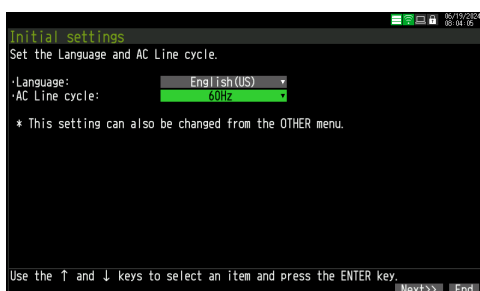 06/19/2024
08:04:05
Initial settings
Set the Language and AC Line cycle.
·Language: English(US)
·AC Line cycle: 60Hz
* This setting can also be changed from the OTHER menu.
Use the ↑ and ↓ keys to select an item and press the ENTER key.
Next>> End